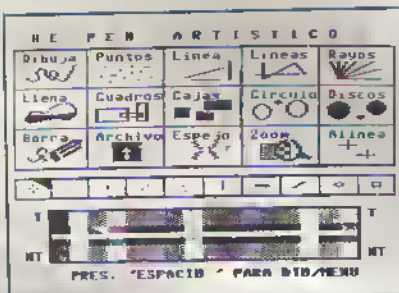 HE PEN ARTISTICO
Dibuja Puntos Linea Lineas Rayos
Llena Cuadros Cajas Circulo Discos
Borra Archivo Espejo Zoom Alinea
T T
NT NT
PRES. "ESPACIO " PARA DIB/MENU